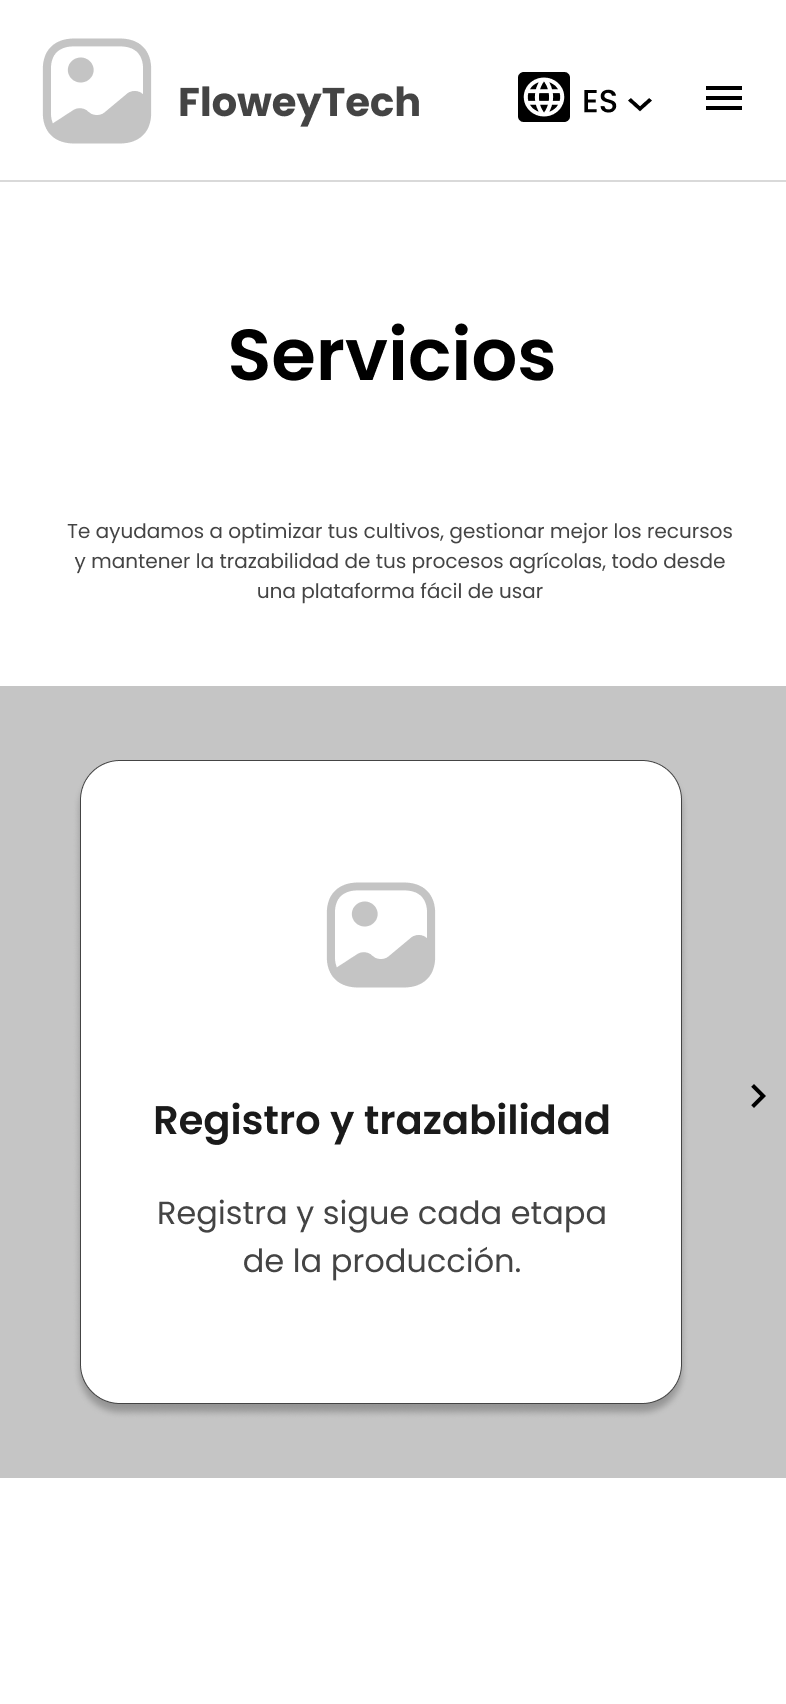 FloweyTech
ES
Servicios
Te ayudamos a optimizar tus cultivos, gestionar mejor los recursos
y mantener la trazabilidad de tus procesos agrícolas, todo desde
una plataforma fácil de usar
Registro y trazabilidad
Registra y sigue cada etapa
de la producción.